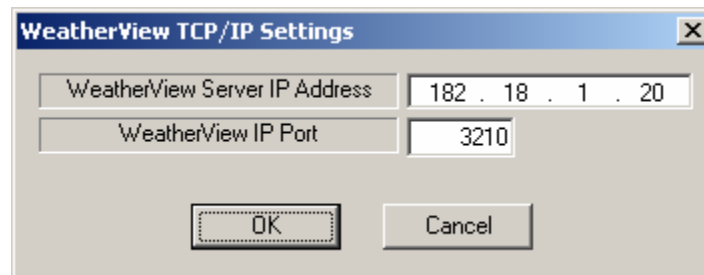 WeatherView TCP/IP Settings
WeatherView Server IP Address 182 . 18 . 1 . 20
WeatherView IP Port 3210
OK Cancel